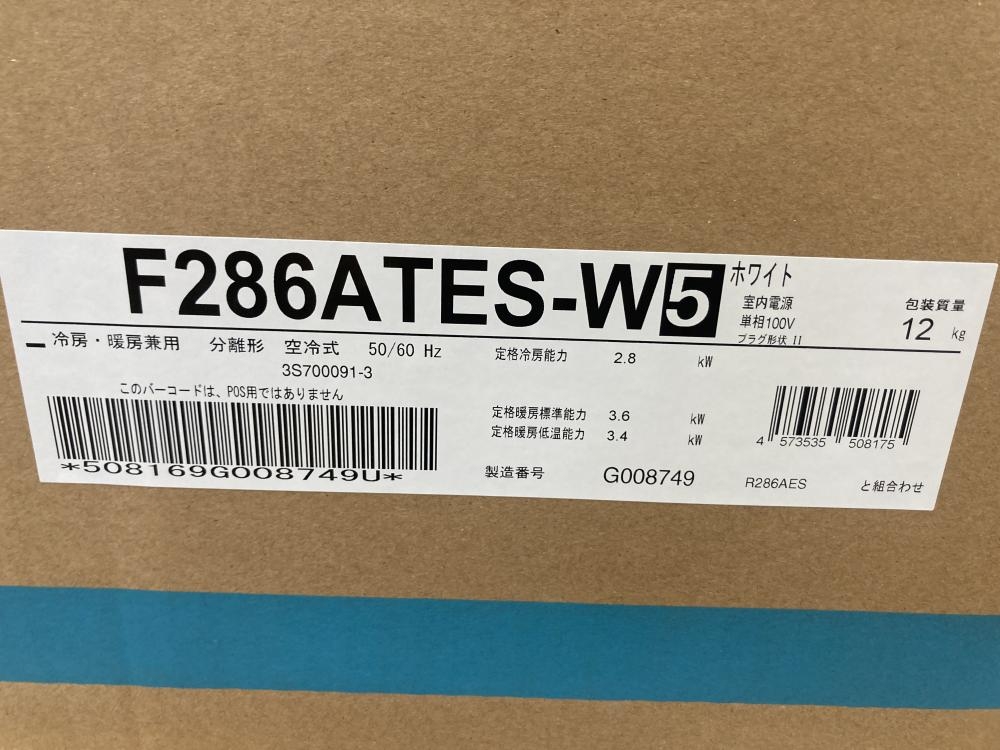 F286ATES-W5 ホワイト
室内電源
単相100V
プラグ形状 II
包装質量
12 kg
冷房・暖房兼用 分離形 空冷式 50/60 Hz
3S700091-3
このバーコードは、POS用ではありません
*508169G008749U*
定格冷房能力 2.8 kW
定格暖房標準能力 3.6 kW
定格暖房低温能力 3.4 kW
製造番号 G008749
4 573535 508175
R286AES と組合わせ